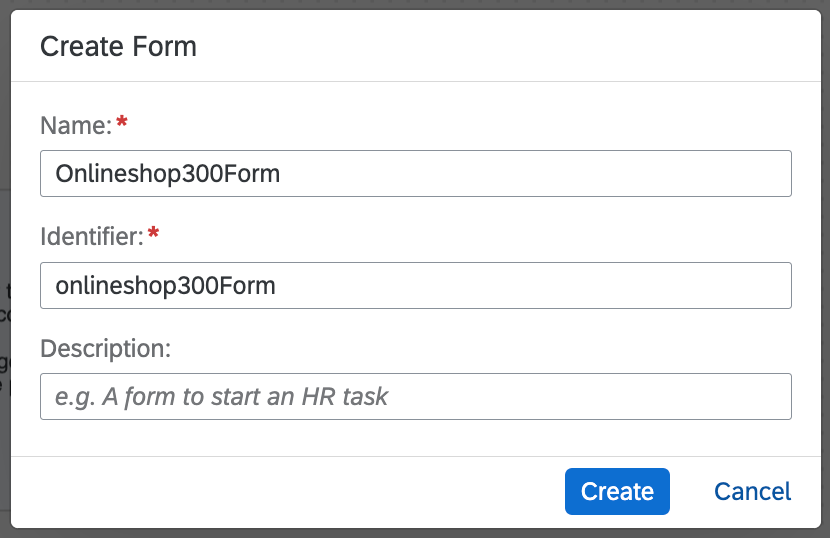 Create Form
Name:*
Onlineshop300Form
Identifier:*
onlineshop300Form
Description:
e.g. A form to start an HR task
Create Cancel